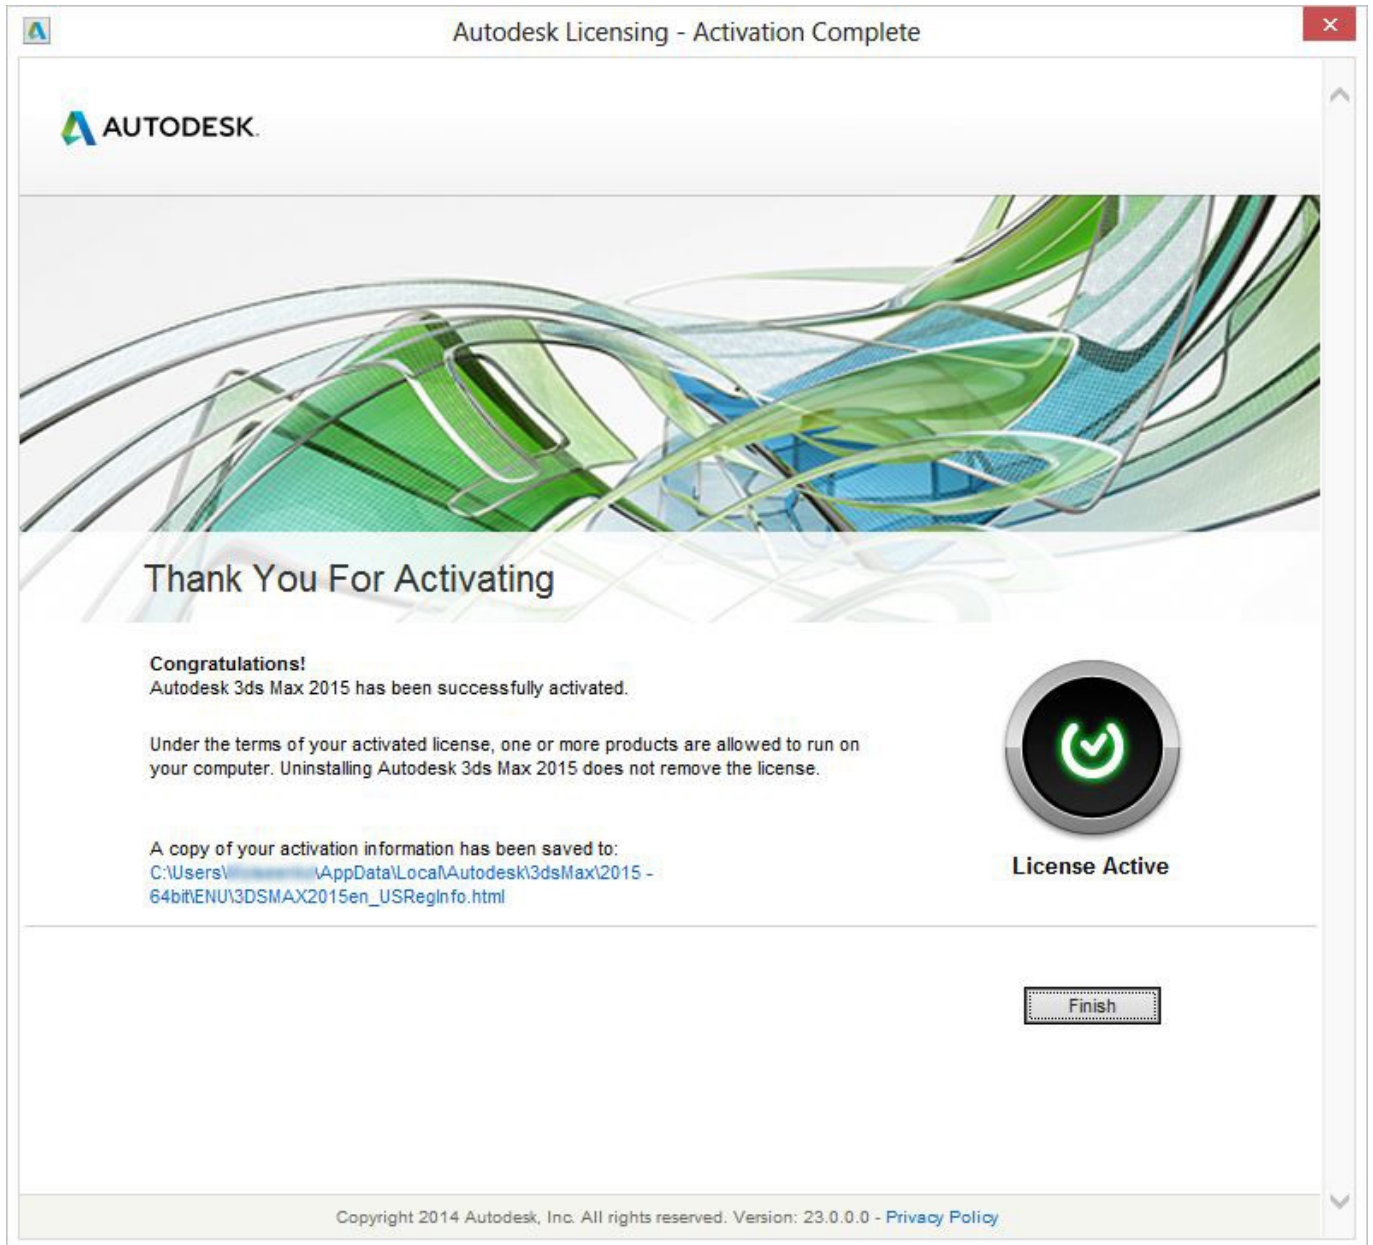 Autodesk Licensing - Activation Complete
AUTODESK.
Thank You For Activating
Congratulations!
Autodesk 3ds Max 2015 has been successfully activated.
Under the terms of your activated license, one or more products are allowed to run on
your computer. Uninstalling Autodesk 3ds Max 2015 does not remove the license.
A copy of your activation information has been saved to:
C:\Users\ \AppData\Local\Autodesk\3dsMax\2015 -
64bit\ENU\3DSMAX2015en_USRegInfo.html
License Active
Finish
Copyright 2014 Autodesk, Inc. All rights reserved. Version: 23.0.0.0 - Privacy Policy